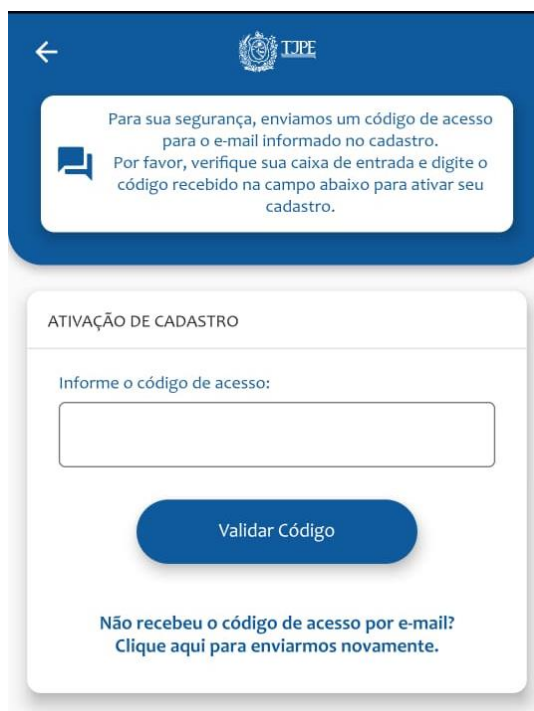 TJPE
Para sua segurança, enviamos um código de acesso
para o e-mail informado no cadastro.
Por favor, verifique sua caixa de entrada e digite o
código recebido na campo abaixo para ativar seu
cadastro.
ATIVAÇÃO DE CADASTRO
Informe o código de acesso:
Validar Código
Não recebeu o código de acesso por e-mail?
Clique aqui para enviarmos novamente.